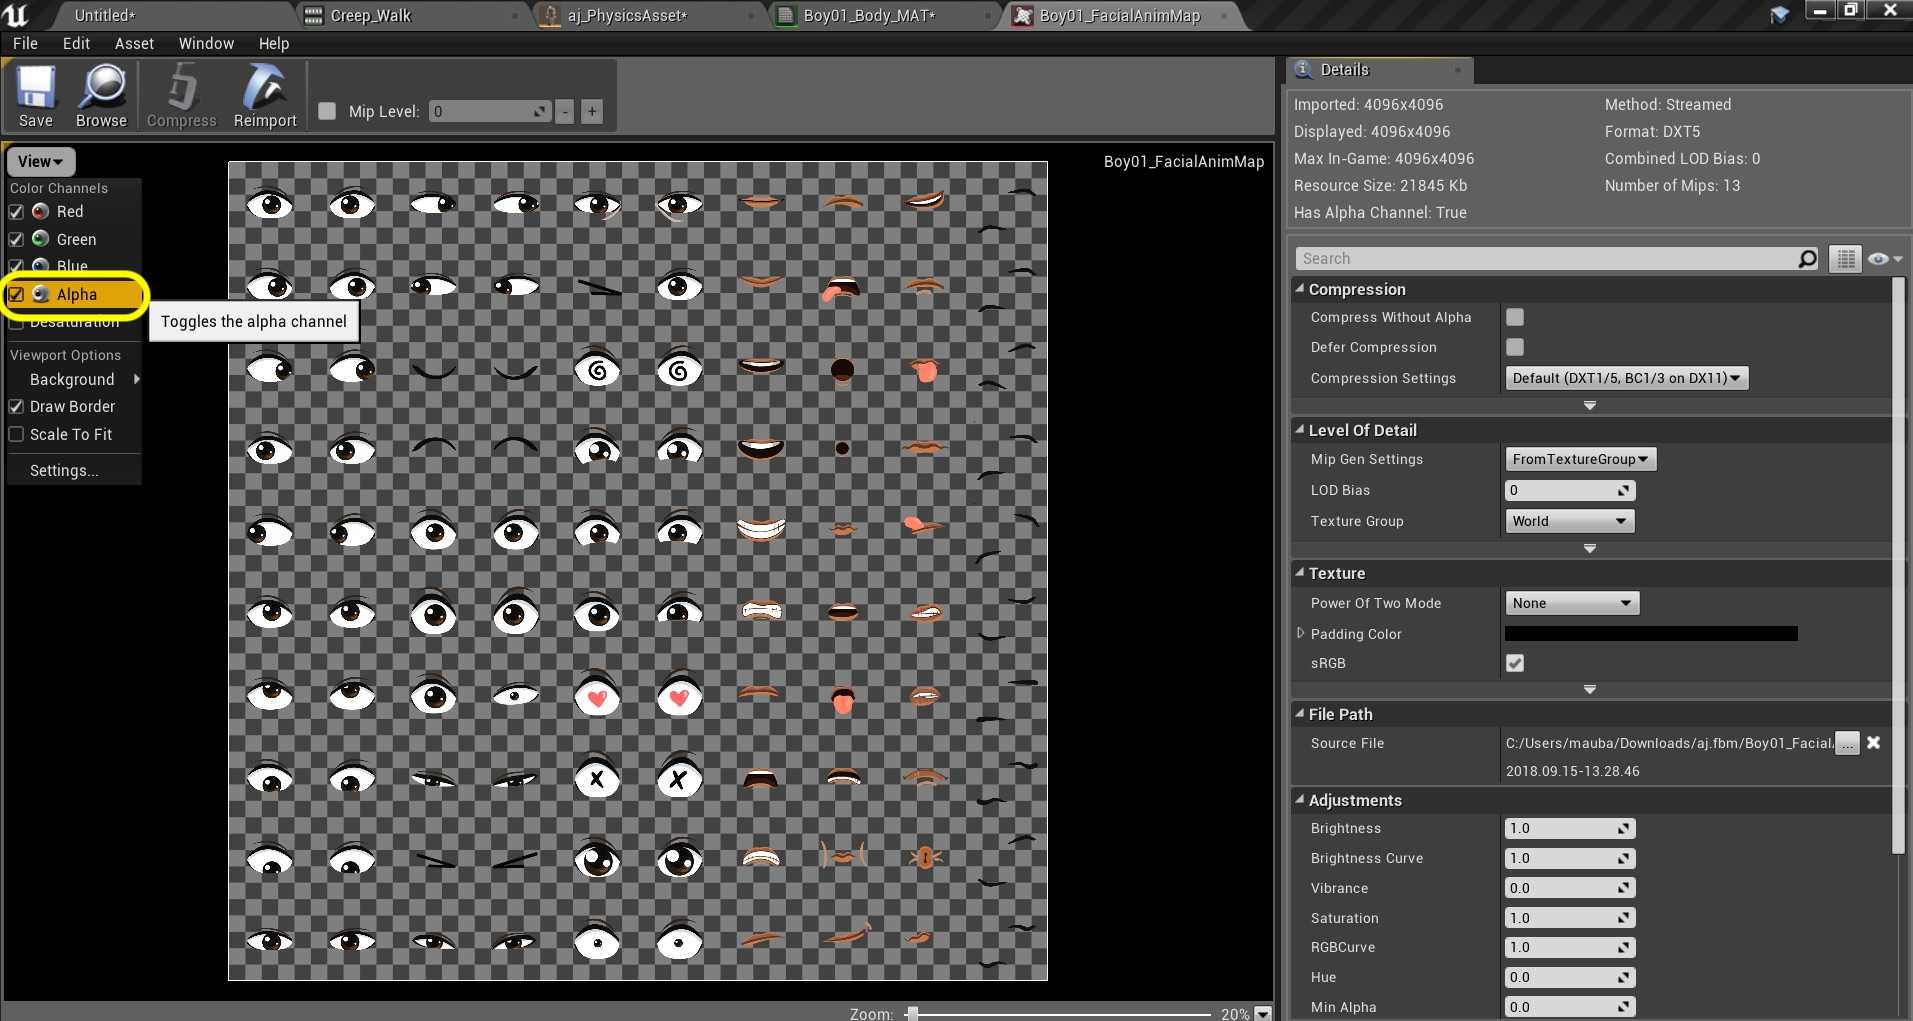 Untitled*
Creep_Walk
aj_PhysicsAsset*
Boy01_Body_MAT*
Boy01_FacialAnimMap
File Edit Asset Window Help
Save
Browse
Compress
Reimport
Mip Level: 0 - +
View
Boy01_FacialAnimMap
Color Channels
Red
Green
Blue
Alpha
Desaturation
Toggles the alpha channel
Viewport Options
Background
Draw Border
Scale To Fit
Settings...
Zoom: 20%
Details
Imported: 4096x4096 Method: Streamed
Displayed: 4096x4096 Format: DXT5
Max In-Game: 4096x4096 Combined LOD Bias: 0
Resource Size: 21845 Kb Number of Mips: 13
Has Alpha Channel: True
Search
Compression
Compress Without Alpha
Defer Compression
Compression Settings Default (DXT1/5, BC1/3 on DX11)
Level Of Detail
Mip Gen Settings FromTextureGroup
LOD Bias 0
Texture Group World
Texture
Power Of Two Mode None
Padding Color
sRGB
File Path
Source File C:/Users/mauba/Downloads/aj.fbm/Boy01_Facial ...
2018.09.15-13.28.46
Adjustments
Brightness 1.0
Brightness Curve 1.0
Vibrance 0.0
Saturation 1.0
RGBCurve 1.0
Hue 0.0
Min Alpha 0.0